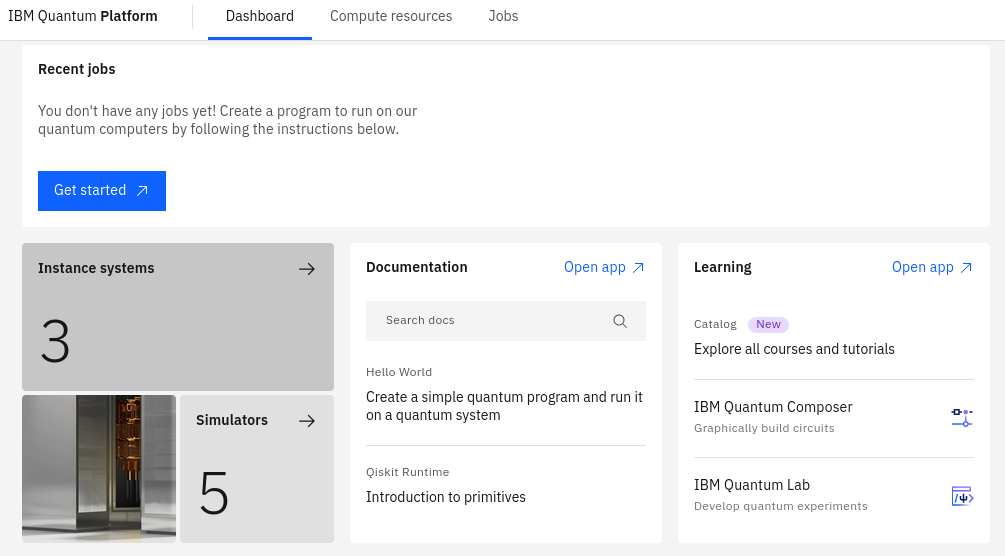 IBM Quantum Platform
Dashboard
Compute resources
Jobs
Recent jobs
You don't have any jobs yet! Create a program to run on our
quantum computers by following the instructions below.
Get started
Instance systems
3
Simulators
5
Documentation
Open app
Search docs
Hello World
Create a simple quantum program and run it
on a quantum system
Qiskit Runtime
Introduction to primitives
Learning
Open app
Catalog New
Explore all courses and tutorials
IBM Quantum Composer
Graphically build circuits
IBM Quantum Lab
Develop quantum experiments